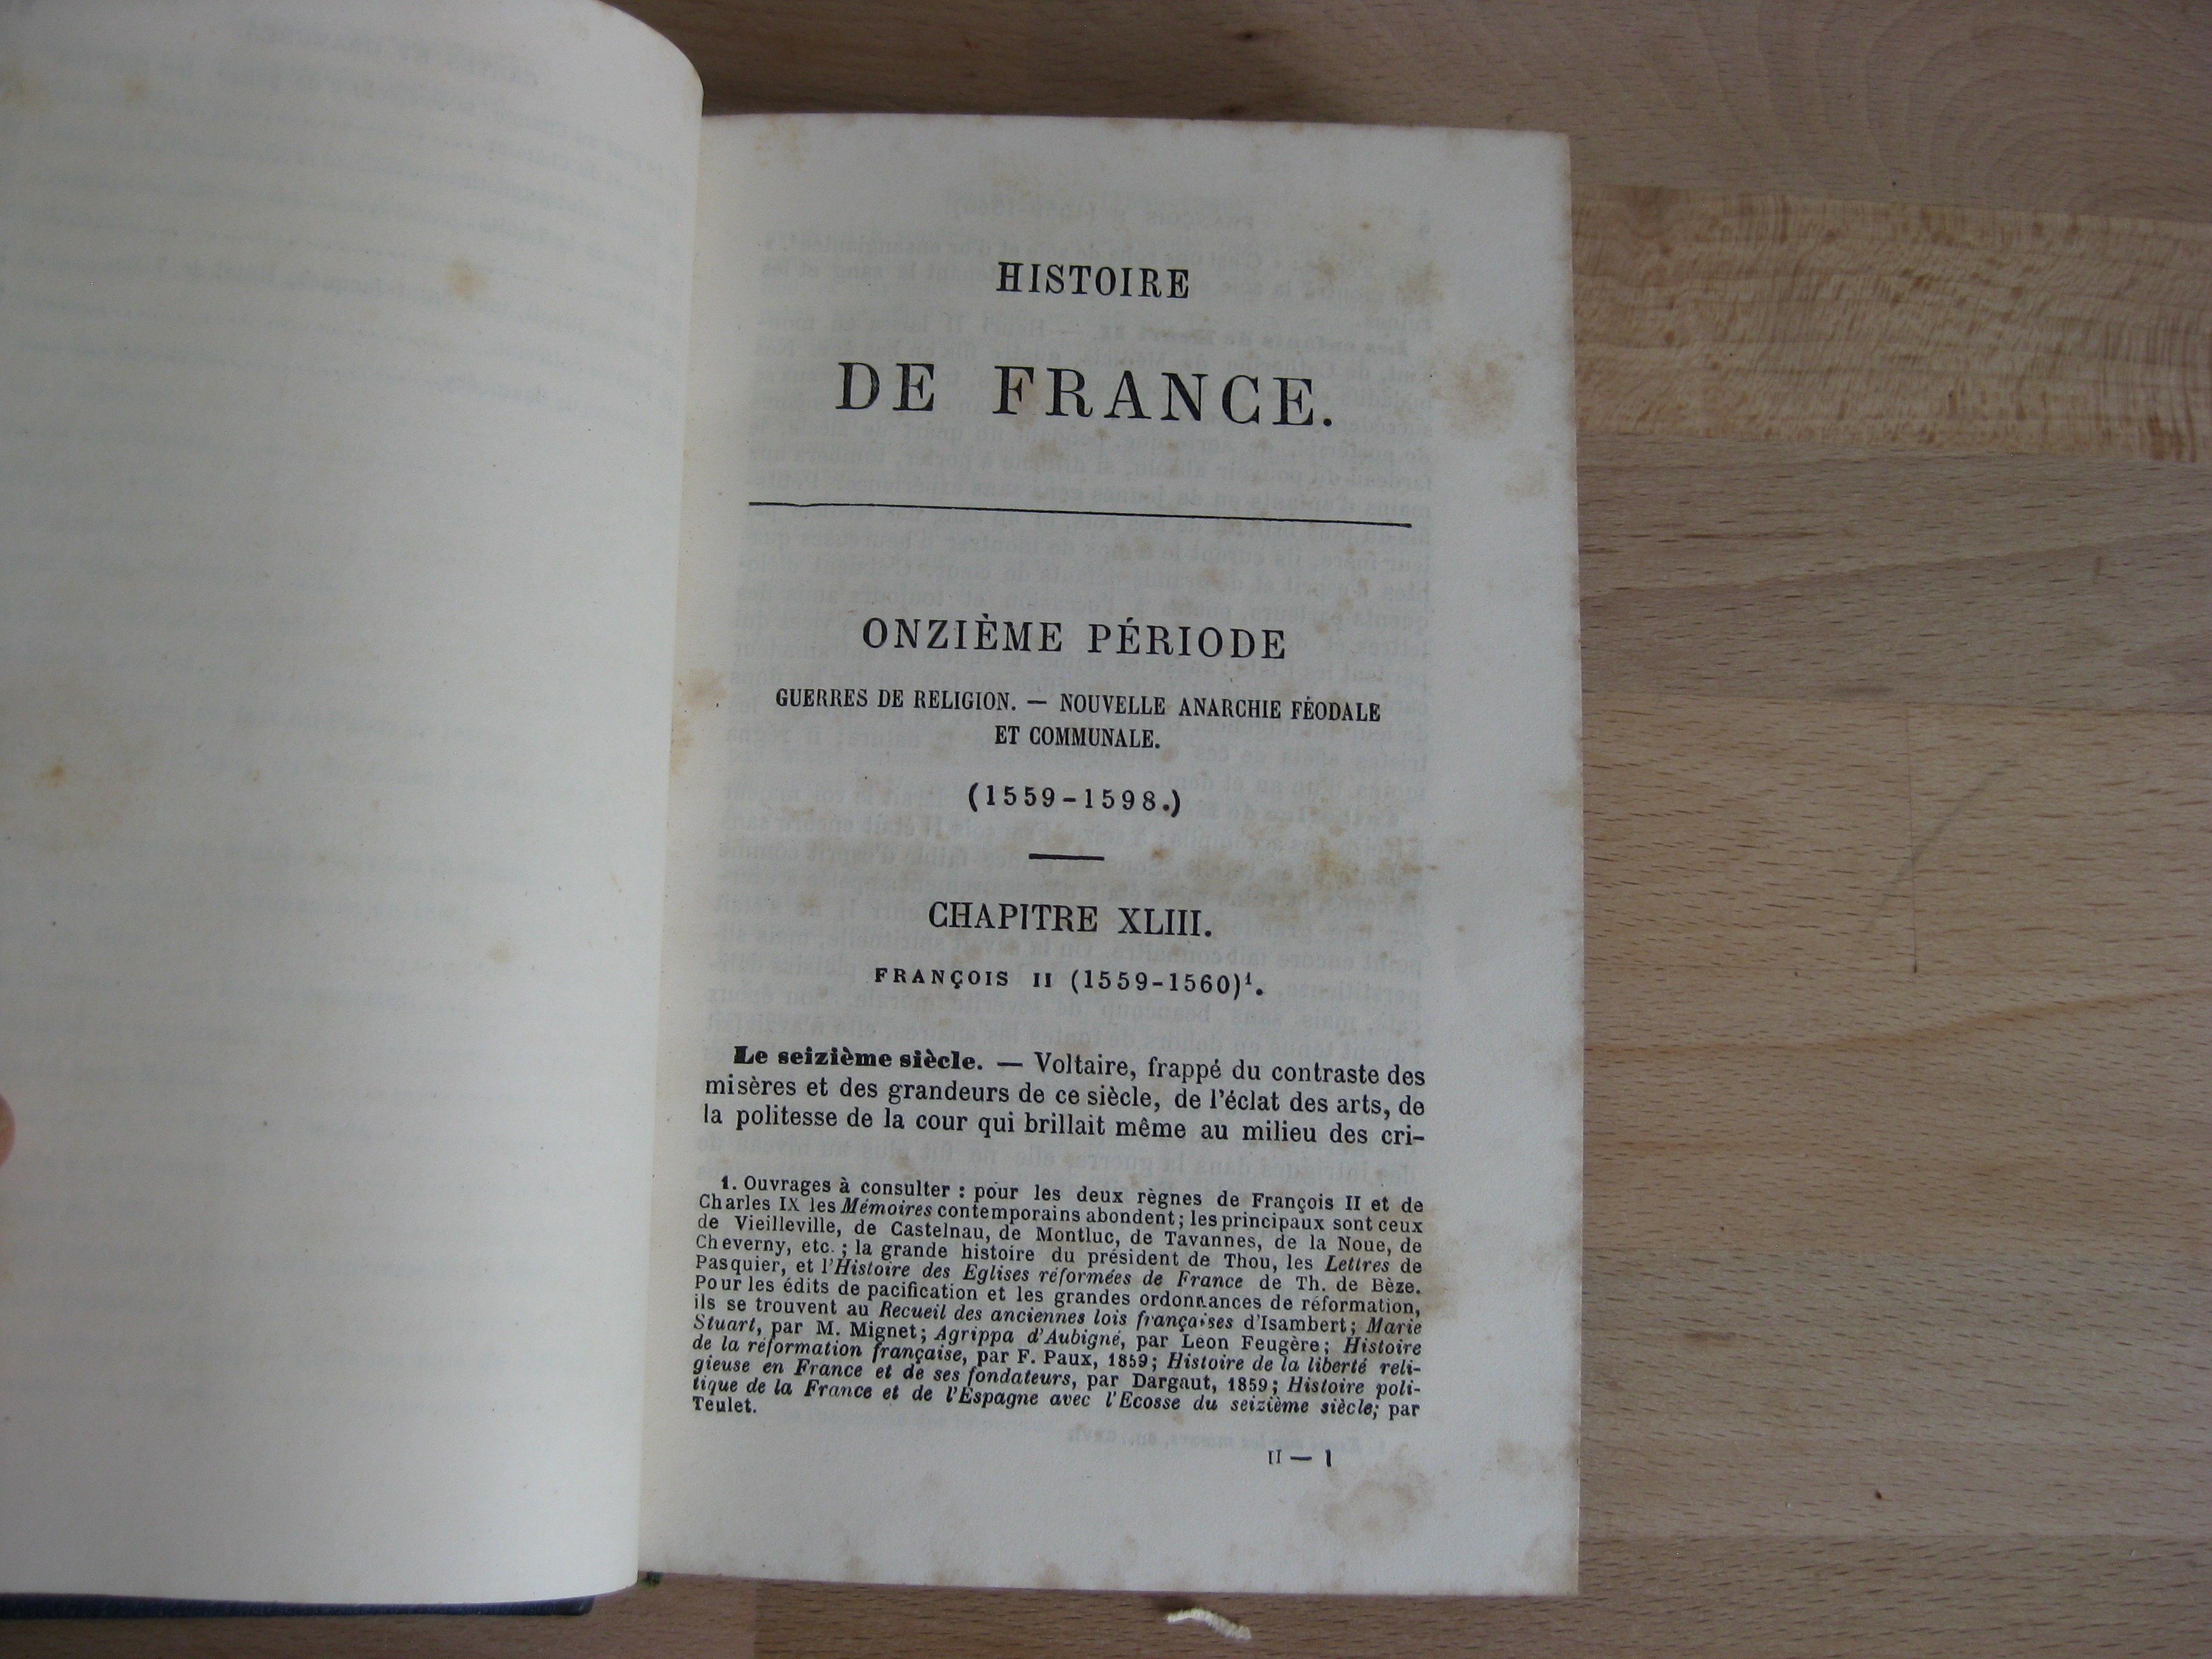 HISTOIRE
DE FRANCE.
ONZIÈME PÉRIODE
GUERRES DE RELIGION. — NOUVELLE ANARCHIE FÉODALE
ET COMMUNALE.
(1559-1598.)
CHAPITRE XLIII.
FRANÇOIS II (1559-1560)¹.
Le seizième siècle. — Voltaire, frappé du contraste des
misères et des grandeurs de ce siècle, de l'éclat des arts, de
la politesse de la cour qui brillait même au milieu des cri-
1. Ouvrages à consulter : pour les deux règnes de François II et de
Charles IX les Mémoires contemporains abondent ; les principaux sont ceux
de Vieilleville, de Castelnau, de Montluc, de Tavannes, de la Noue, de
Cheverny, etc. ; la grande histoire du président de Thou, les Lettres de
Pasquier, et l'Histoire des Eglises réformées de France de Th. de Bèze.
Pour les édits de pacification et les grandes ordonnances de réformation,
ils se trouvent au Recueil des anciennes lois françaises d'Isambert ; Marie
Stuart, par M. Mignet ; Agrippa d'Aubigné, par Leon Feugère ; Histoire
de la réformation française, par F. Paux, 1859 ; Histoire de la liberté reli-
gieuse en France et de ses fondateurs, par Dargaut, 1859 ; Histoire poli-
tique de la France et de l'Espagne avec l'Ecosse du seizième siècle; par
Teulet.
II — 1